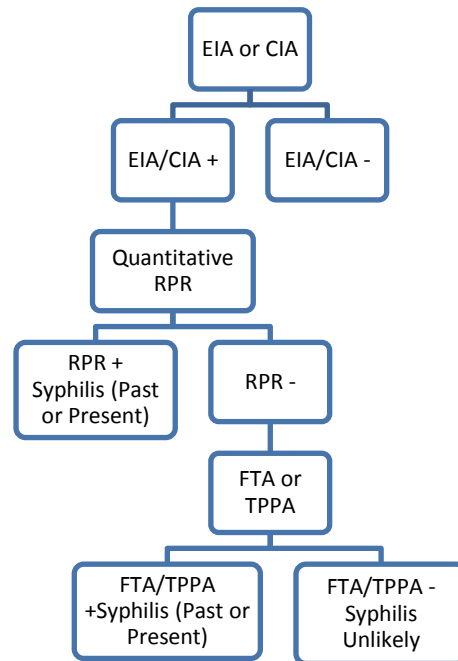 EIA or CIA
EIA/CIA +
EIA/CIA -
Quantitative
RPR
RPR +
Syphilis (Past
or Present)
RPR -
FTA or
TPPA
FTA/TPPA
+Syphilis (Past or
Present)
FTA/TPPA -
Syphilis
Unlikely